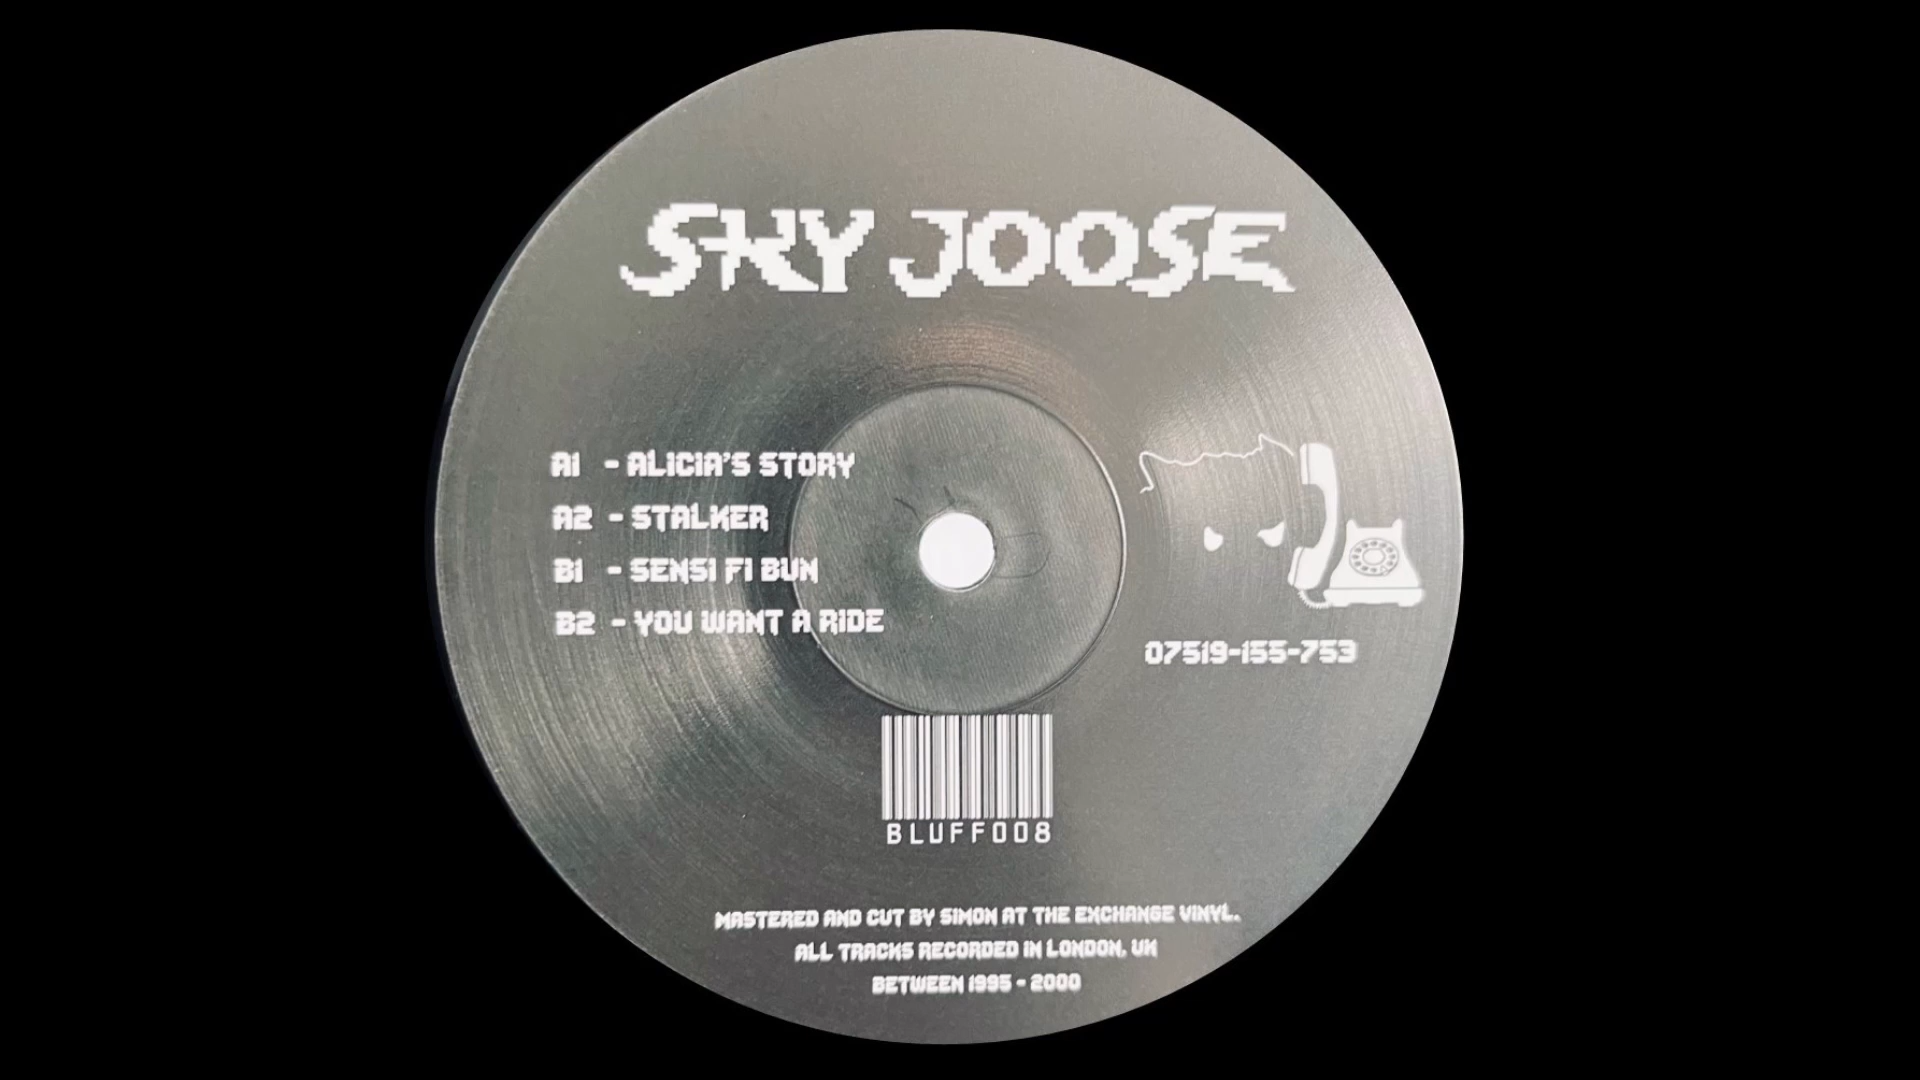 SKY JOOSE
A1 - ALICIA'S STORY
A2 - STALKER
B1 - SENSI FI BUN
B2 - YOU WANT A RIDE
07519-155-753
BLUFF008
MASTERED AND CUT BY SIMON AT THE EXCHANGE VINYL.
ALL TRACKS RECORDED IN LONDON, UK
BETWEEN 1995 - 2000